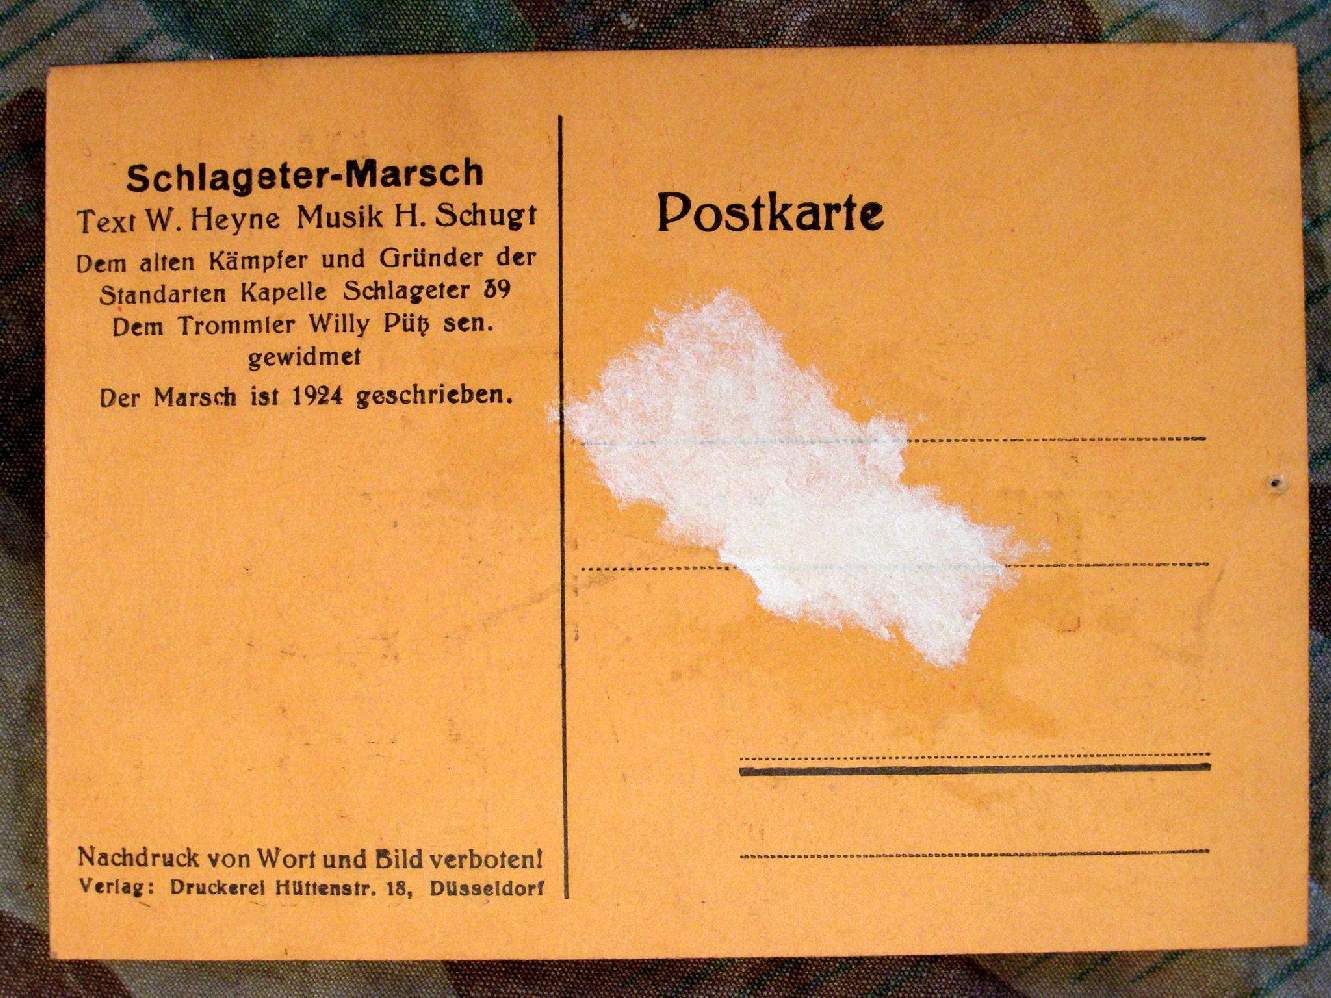 Schlageter-Marsch
Text W. Heyne Musik H. Schugt
Dem alten Kämpfer und Gründer der
Standarten Kapelle Schlageter 39
Dem Trommler Willy Pütz sen.
gewidmet
Der Marsch ist 1924 geschrieben.
Postkarte
Nachdruck von Wort und Bild verboten!
Verlag: Druckerei Hüttenstr. 18, Düsseldorf